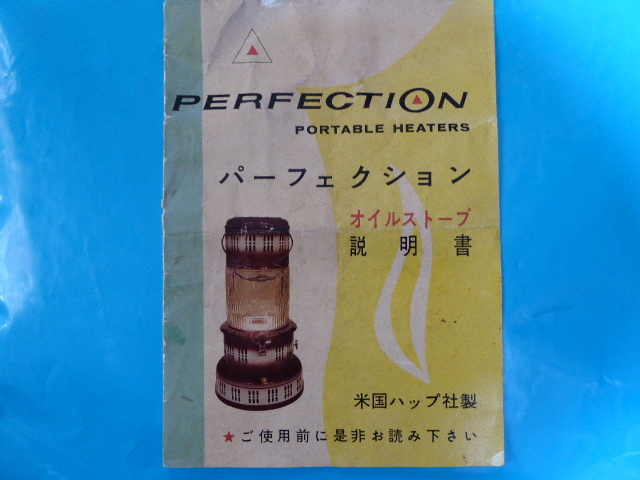 PERFECTION
PORTABLE HEATERS
パーフェクション
オイルストーブ
説明書
米国ハップ社製
★ご使用前に是非お読み下さい